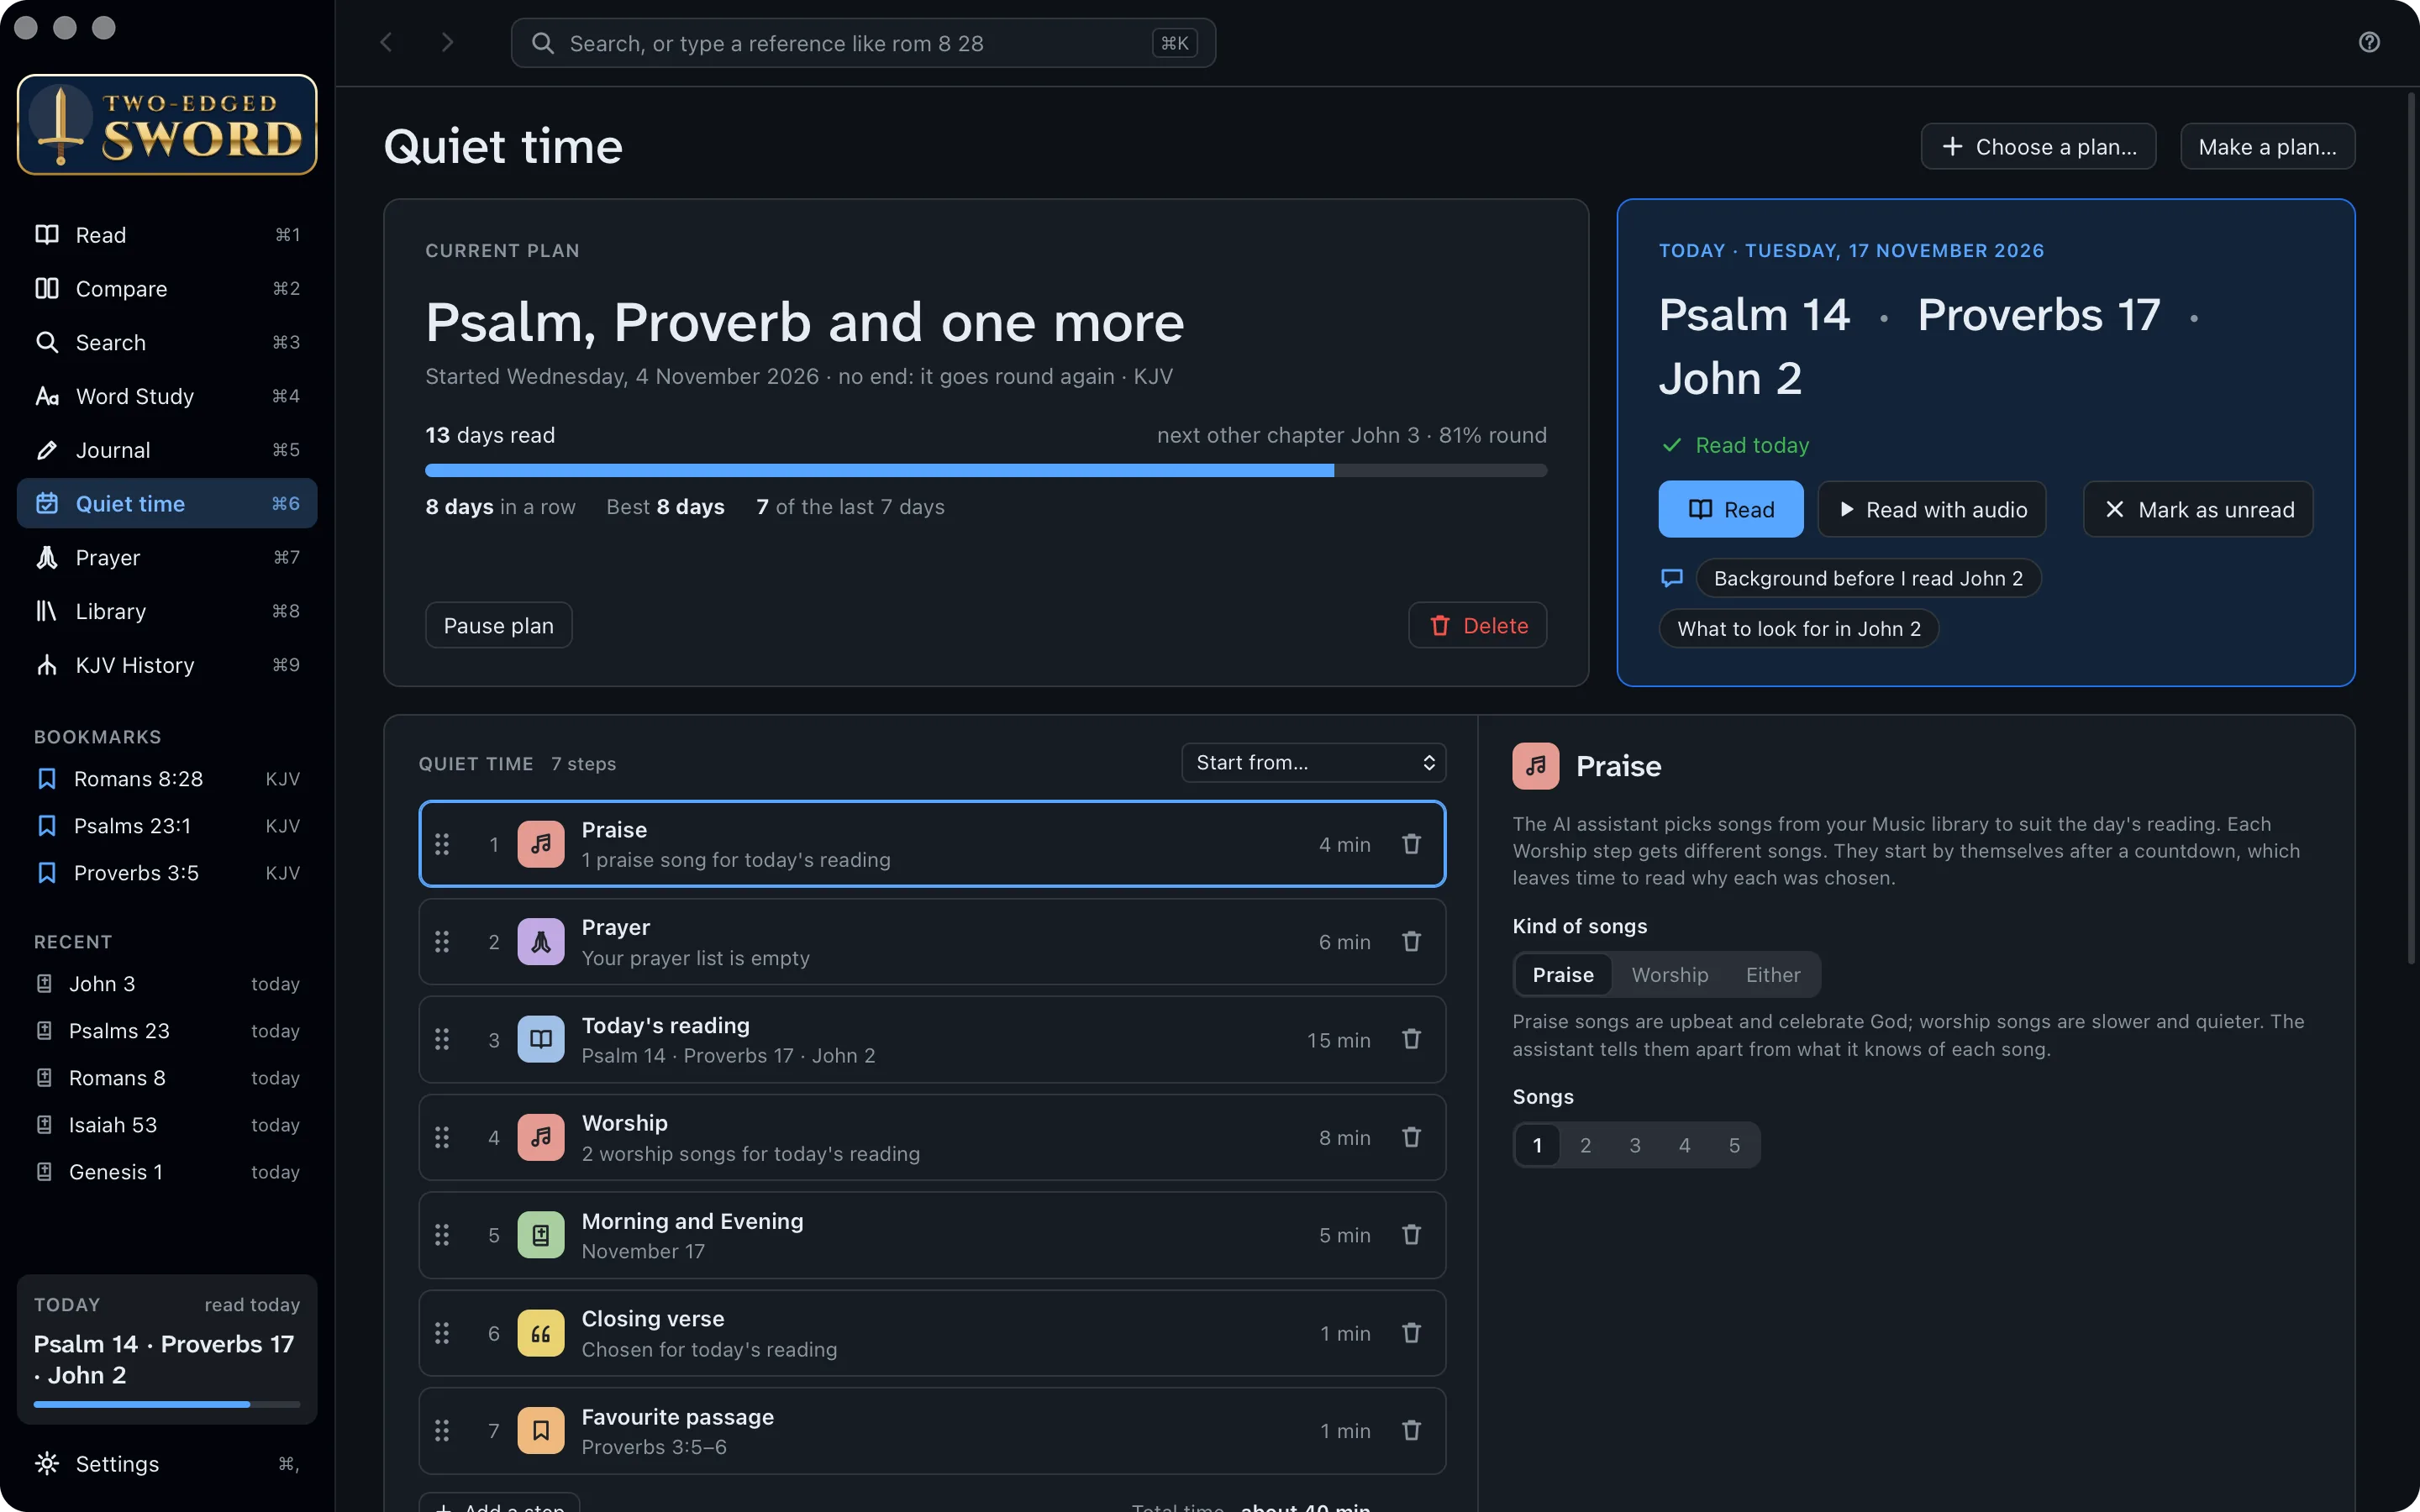 Search, or type a reference like rom 8 28 ⌘K
TWO-EDGED
SWORD
Read ⌘1
Compare ⌘2
Search ⌘3
Word Study ⌘4
Journal ⌘5
Quiet time ⌘6
Prayer ⌘7
Library ⌘8
KJV History ⌘9
BOOKMARKS
Romans 8:28 KJV
Psalms 23:1 KJV
Proverbs 3:5 KJV
RECENT
John 3 today
Psalms 23 today
Romans 8 today
Isaiah 53 today
Genesis 1 today
TODAY read today
Psalm 14 · Proverbs 17
· John 2
Settings ⌘,
Quiet time
Choose a plan...
Make a plan...
CURRENT PLAN
Psalm, Proverb and one more
Started Wednesday, 4 November 2026 · no end: it goes round again · KJV
13 days read
next other chapter John 3 · 81% round
8 days in a row Best 8 days 7 of the last 7 days
Pause plan
Delete
TODAY · TUESDAY, 17 NOVEMBER 2026
Psalm 14 · Proverbs 17 ·
John 2
Read today
Read
Read with audio
Mark as unread
Background before I read John 2
What to look for in John 2
QUIET TIME 7 steps
Start from...
1 Praise 4 min
1 praise song for today's reading
2 Prayer 6 min
Your prayer list is empty
3 Today's reading 15 min
Psalm 14 · Proverbs 17 · John 2
4 Worship 8 min
2 worship songs for today's reading
5 Morning and Evening 5 min
November 17
6 Closing verse 1 min
Chosen for today's reading
7 Favourite passage 1 min
Proverbs 3:5–6
Add a step
Total time about 40 min
Praise
The AI assistant picks songs from your Music library to suit the day's reading. Each
Worship step gets different songs. They start by themselves after a countdown, which
leaves time to read why each was chosen.
Kind of songs
Praise Worship Either
Praise songs are upbeat and celebrate God; worship songs are slower and quieter. The
assistant tells them apart from what it knows of each song.
Songs
1 2 3 4 5